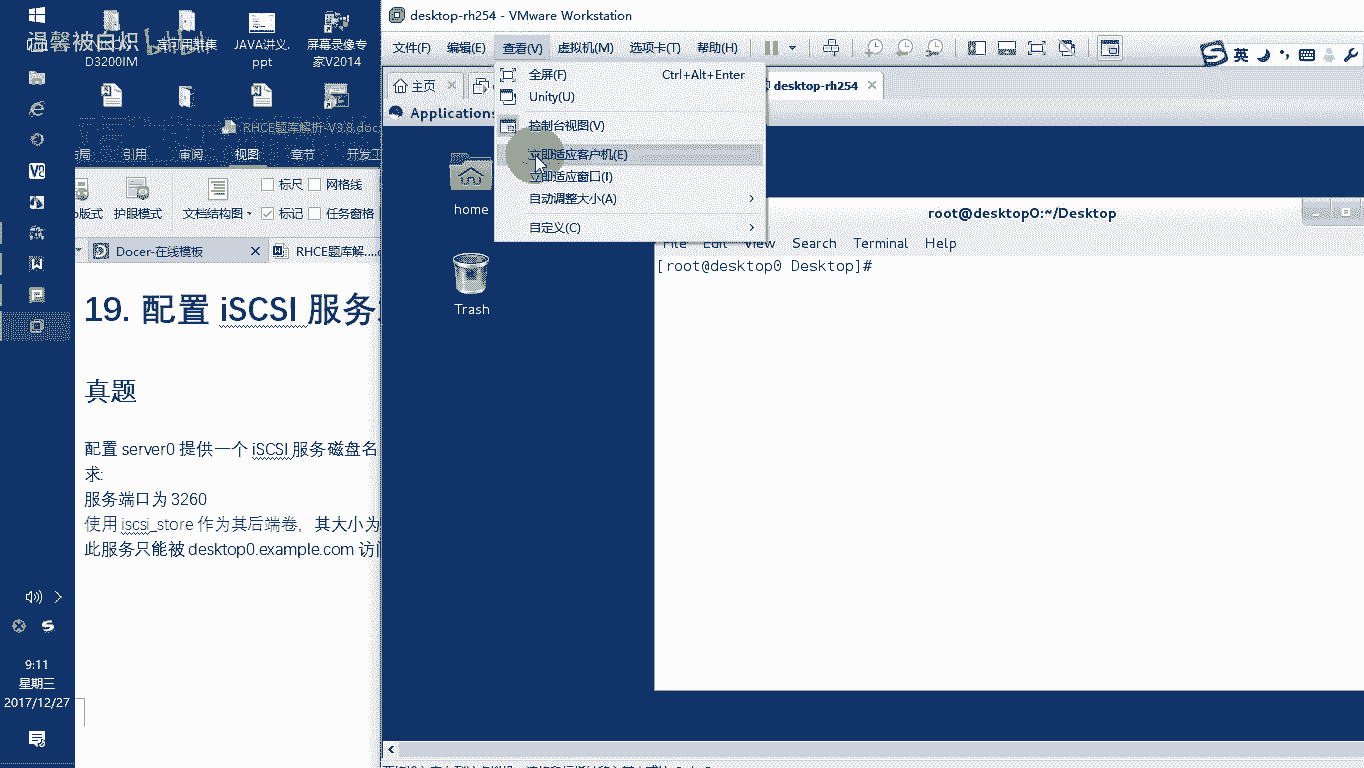 温馨被白炽
D3200IM
JAVA讲义.
ppt
屏幕录像专
家V2014
RHCE题库解析-V3.8.doc.
引用
审阅
视图
章节
开发工
护眼模式
文档结构图
标尺
网格线
标记
任务窗格
Docer-在线模板
RHCE题库解....c
19. 配置 iSCSI 服务
真题
配置 server0 提供一个 iSCSI 服务磁盘名
求:
服务端口为 3260
使用 iscsi_store 作为其后端卷，其大小为
此服务只能被 desktop0.example.com 访
9:11
星期三
2017/12/27
desktop-rh254 - VMware Workstation
文件(F) 编辑(E) 查看(V) 虚拟机(M) 选项卡(T) 帮助(H)
英
主页
desktop-rh254
Applications
全屏(F) Ctrl+Alt+Enter
Unity(U)
控制台视图(V)
立即适应客户机(E)
立即适应窗口(I)
自动调整大小(A)
自定义(C)
home
Trash
root@desktop0:~/Desktop
File Edit View Search Terminal Help
[root@desktop0 Desktop]#